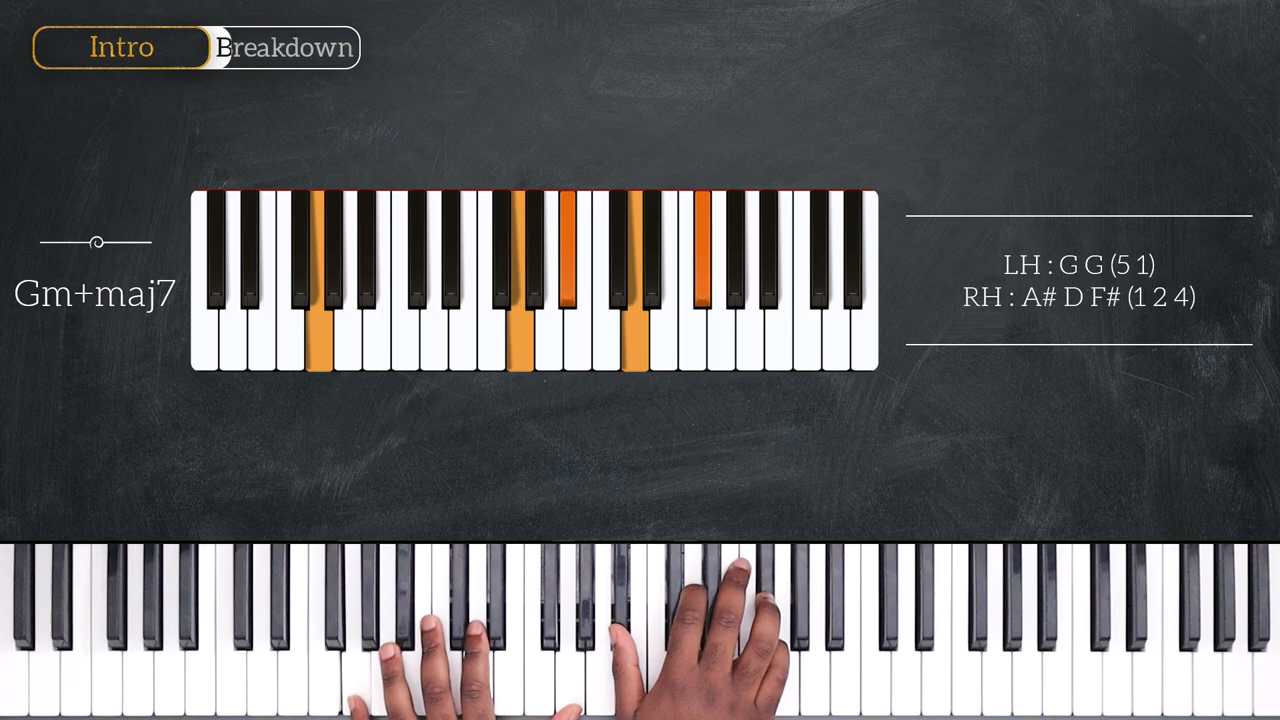 Intro
Breakdown
Gm+maj7
LH : G G (5 1)
RH : A# D F# (1 2 4)